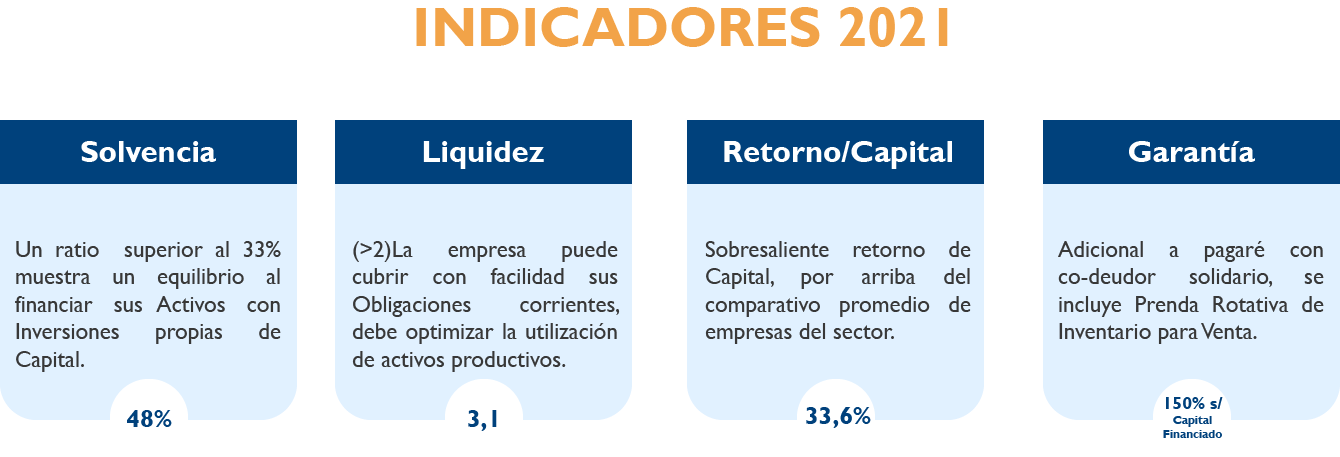 INDICADORES 2021
Solvencia
Un ratio superior al 33%
muestra un equilibrio al
financiar sus Activos con
Inversiones propias de
Capital.
48%
Liquidez
(>2)La empresa puede
cubrir con facilidad sus
Obligaciones corrientes,
debe optimizar la utilización
de activos productivos.
3,1
Retorno/Capital
Sobresaliente retorno de
Capital, por arriba del
comparativo promedio de
empresas del sector.
33,6%
Garantía
Adicional a pagaré con
co-deudor solidario, se
incluye Prenda Rotativa de
Inventario para Venta.
150% s/
Capital
Financiado